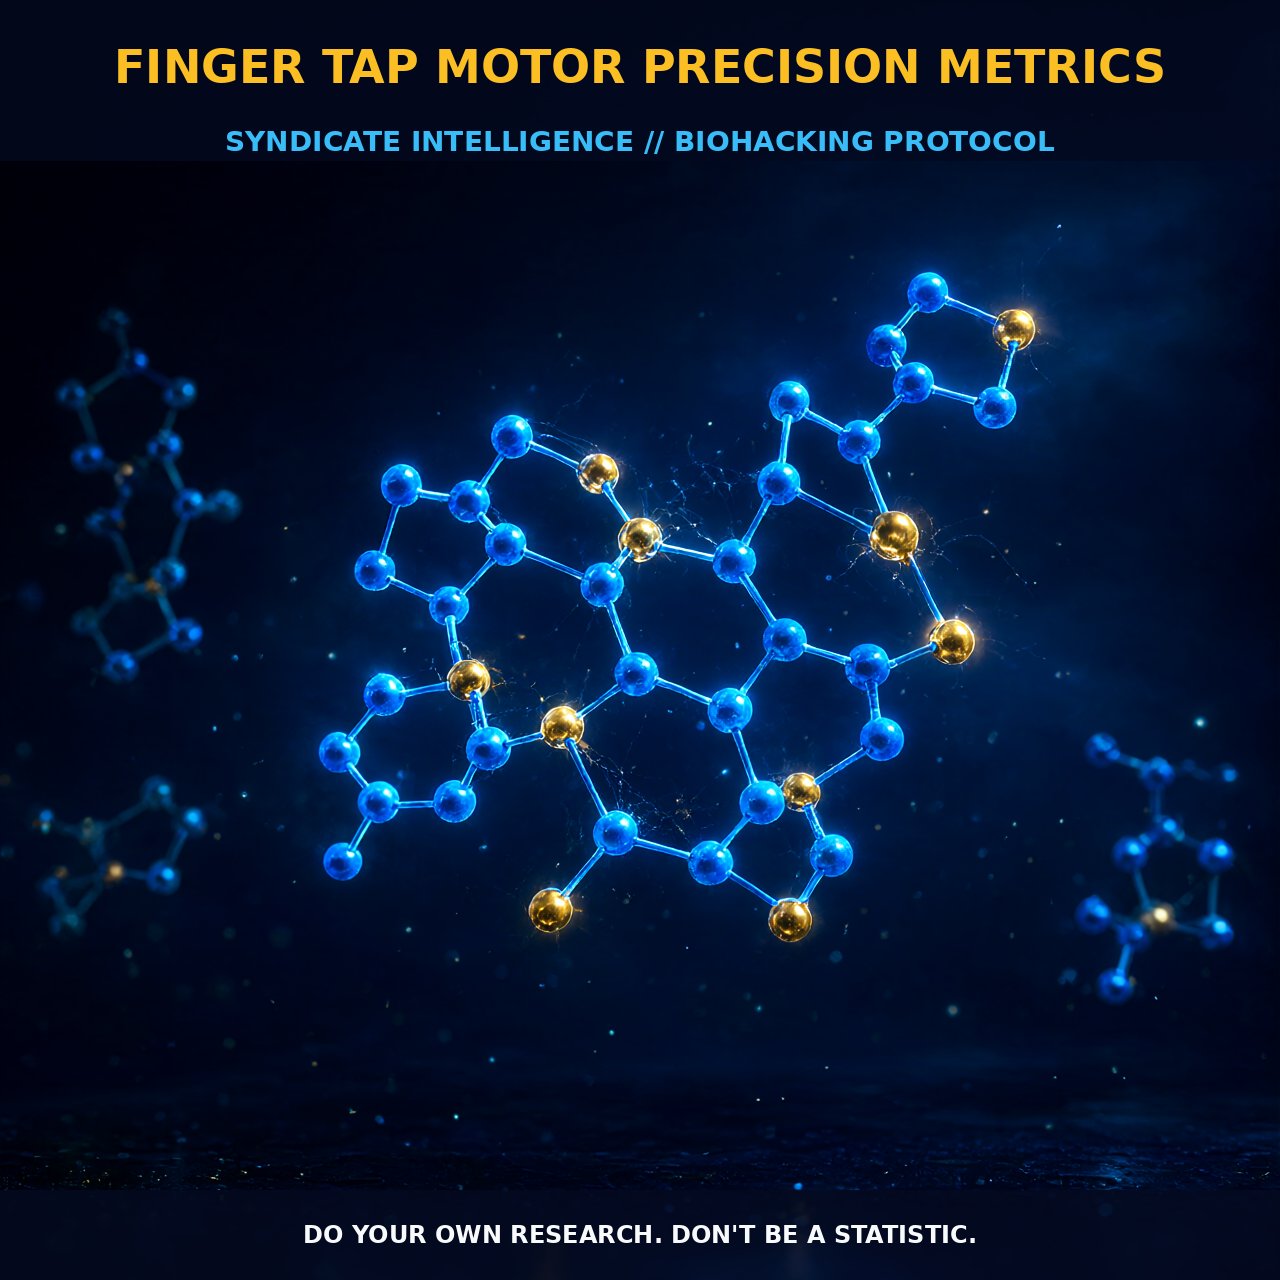 FINGER TAP MOTOR PRECISION METRICS
SYNDICATE INTELLIGENCE // BIOHACKING PROTOCOL
DO YOUR OWN RESEARCH. DON'T BE A STATISTIC.